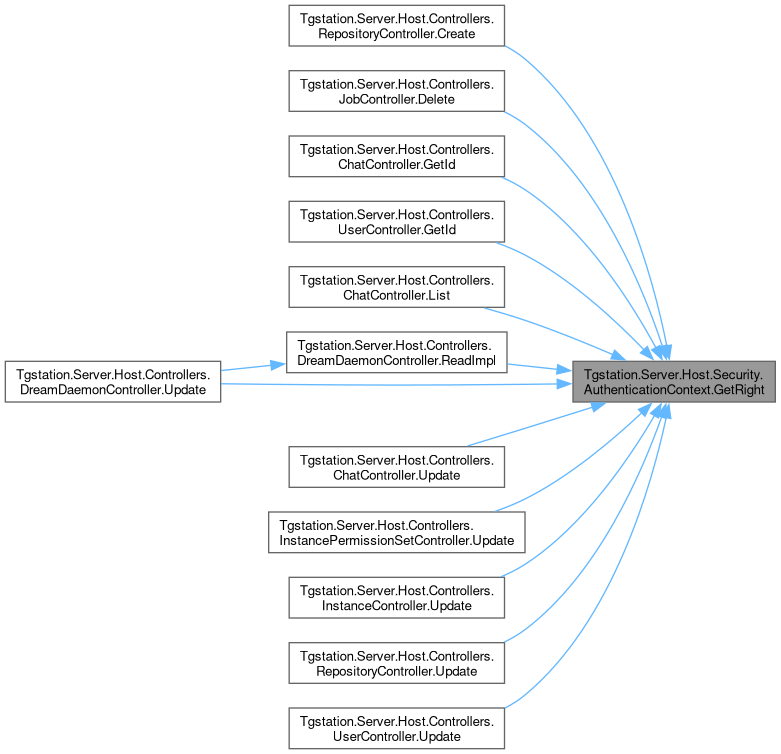 Tgstation.Server.Host.Controllers.
RepositoryController.Create
Tgstation.Server.Host.Controllers.
JobController.Delete
Tgstation.Server.Host.Controllers.
ChatController.GetId
Tgstation.Server.Host.Controllers.
UserController.GetId
Tgstation.Server.Host.Controllers.
ChatController.List
Tgstation.Server.Host.Controllers.
DreamDaemonController.ReadImpl
Tgstation.Server.Host.Controllers.
DreamDaemonController.Update
Tgstation.Server.Host.Security.
AuthenticationContext.GetRight
Tgstation.Server.Host.Controllers.
ChatController.Update
Tgstation.Server.Host.Controllers.
InstancePermissionSetController.Update
Tgstation.Server.Host.Controllers.
InstanceController.Update
Tgstation.Server.Host.Controllers.
RepositoryController.Update
Tgstation.Server.Host.Controllers.
UserController.Update